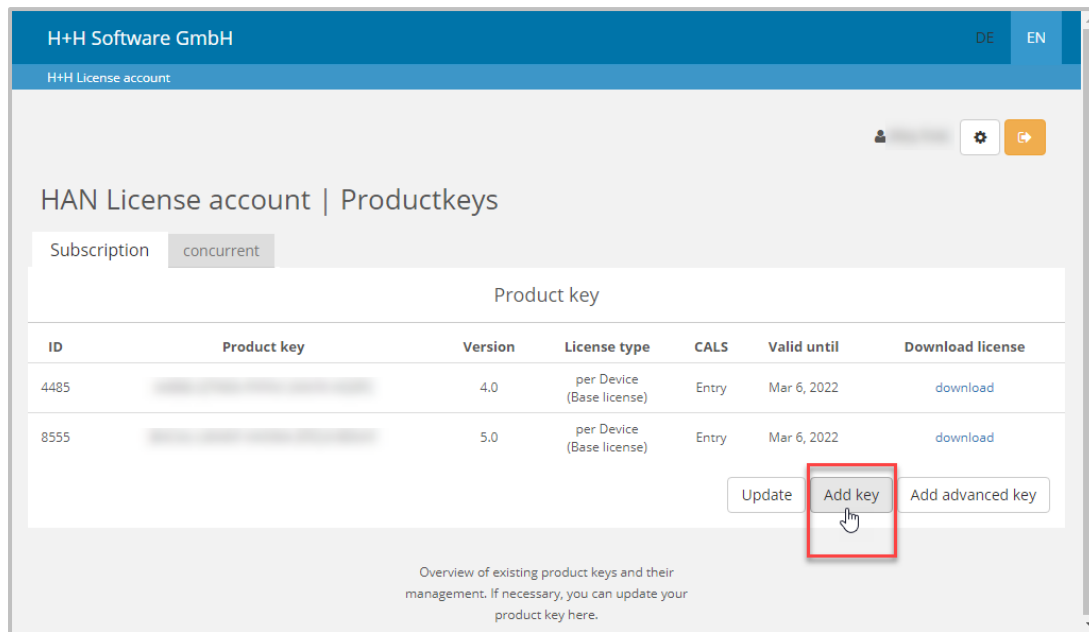 H+H Software GmbH
DE EN
H+H License account
HAN License account | Productkeys
Subscription concurrent
Product key
ID Product key Version License type CALS Valid until Download license
4485 4.0 per Device (Base license) Entry Mar 6, 2022 download
8555 5.0 per Device (Base license) Entry Mar 6, 2022 download
Update Add key Add advanced key
Overview of existing product keys and their
management. If necessary, you can update your
product key here.